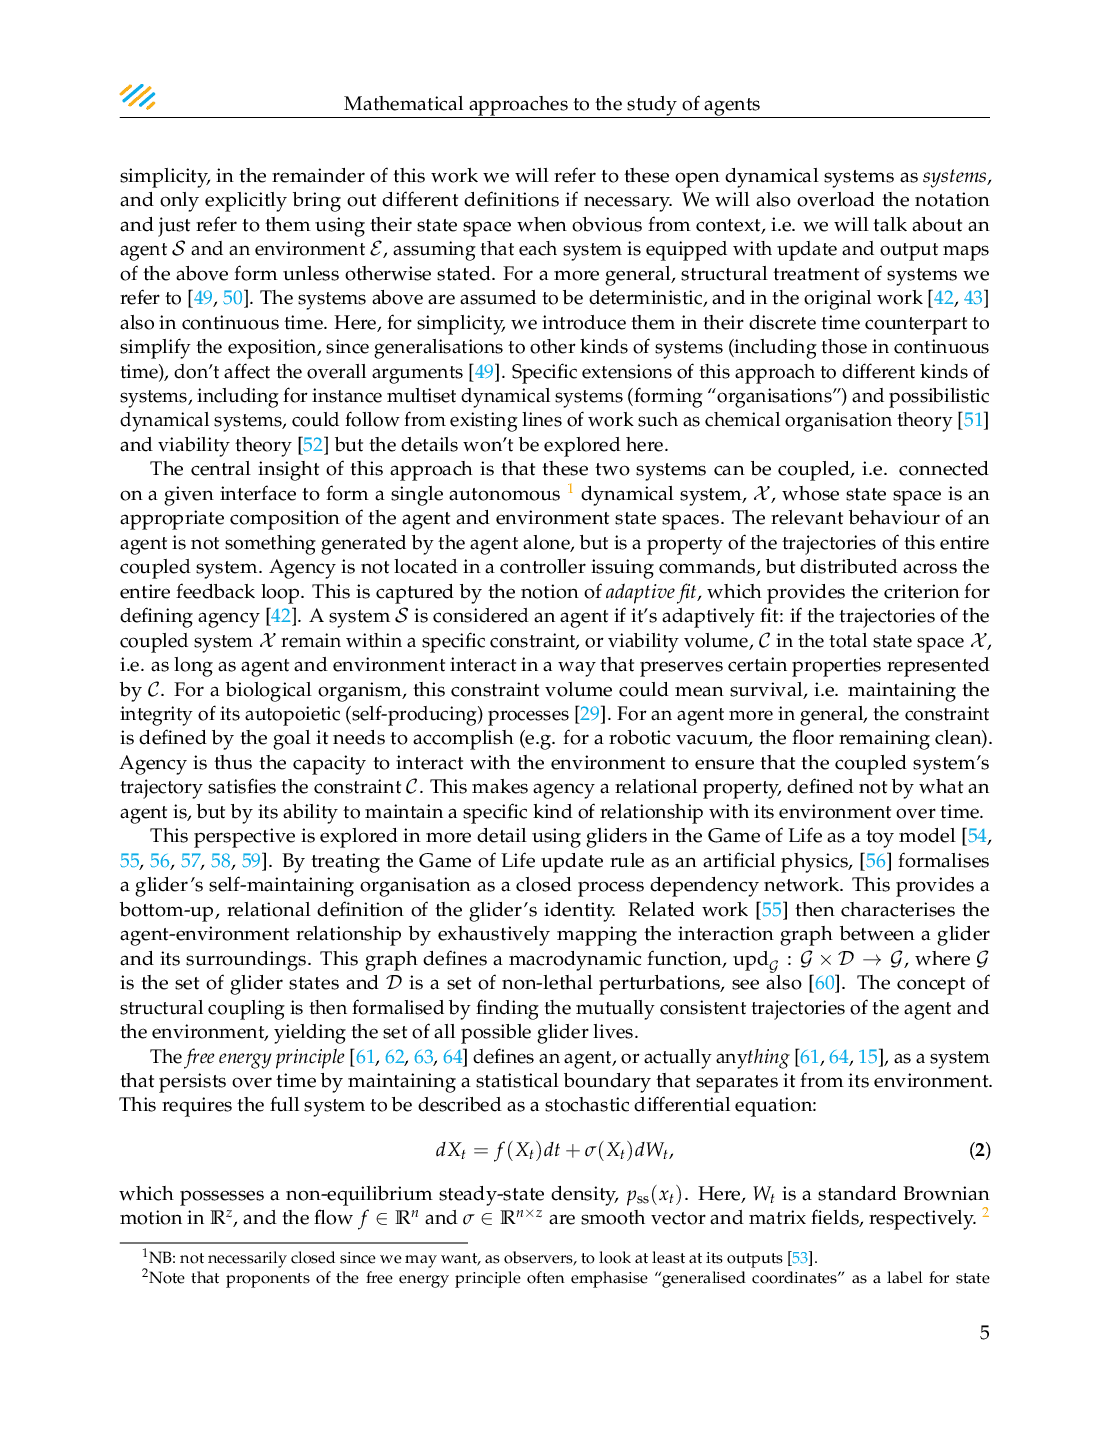 Mathematical approaches to the study of agents
simplicity, in the remainder of this work we will refer to these open dynamical systems as systems,
and only explicitly bring out different definitions if necessary. We will also overload the notation
and just refer to them using their state space when obvious from context, i.e. we will talk about an
agent 𝒮 and an environment ℰ, assuming that each system is equipped with update and output maps
of the above form unless otherwise stated. For a more general, structural treatment of systems we
refer to [49, 50]. The systems above are assumed to be deterministic, and in the original work [42, 43]
also in continuous time. Here, for simplicity, we introduce them in their discrete time counterpart to
simplify the exposition, since generalisations to other kinds of systems (including those in continuous
time), don't affect the overall arguments [49]. Specific extensions of this approach to different kinds of
systems, including for instance multiset dynamical systems (forming “organisations”) and possibilistic
dynamical systems, could follow from existing lines of work such as chemical organisation theory [51]
and viability theory [52] but the details won't be explored here.
The central insight of this approach is that these two systems can be coupled, i.e. connected
on a given interface to form a single autonomous ¹ dynamical system, 𝒳, whose state space is an
appropriate composition of the agent and environment state spaces. The relevant behaviour of an
agent is not something generated by the agent alone, but is a property of the trajectories of this entire
coupled system. Agency is not located in a controller issuing commands, but distributed across the
entire feedback loop. This is captured by the notion of adaptive fit, which provides the criterion for
defining agency [42]. A system 𝒮 is considered an agent if it's adaptively fit: if the trajectories of the
coupled system 𝒳 remain within a specific constraint, or viability volume, 𝒞 in the total state space 𝒳,
i.e. as long as agent and environment interact in a way that preserves certain properties represented
by 𝒞. For a biological organism, this constraint volume could mean survival, i.e. maintaining the
integrity of its autopoietic (self-producing) processes [29]. For an agent more in general, the constraint
is defined by the goal it needs to accomplish (e.g. for a robotic vacuum, the floor remaining clean).
Agency is thus the capacity to interact with the environment to ensure that the coupled system's
trajectory satisfies the constraint 𝒞. This makes agency a relational property, defined not by what an
agent is, but by its ability to maintain a specific kind of relationship with its environment over time.
This perspective is explored in more detail using gliders in the Game of Life as a toy model [54,
55, 56, 57, 58, 59]. By treating the Game of Life update rule as an artificial physics, [56] formalises
a glider's self-maintaining organisation as a closed process dependency network. This provides a
bottom-up, relational definition of the glider's identity. Related work [55] then characterises the
agent-environment relationship by exhaustively mapping the interaction graph between a glider
and its surroundings. This graph defines a macrodynamic function, upd_𝒢 : 𝒢 × 𝒟 → 𝒢, where 𝒢
is the set of glider states and 𝒟 is a set of non-lethal perturbations, see also [60]. The concept of
structural coupling is then formalised by finding the mutually consistent trajectories of the agent and
the environment, yielding the set of all possible glider lives.
The free energy principle [61, 62, 63, 64] defines an agent, or actually anything [61, 64, 15], as a system
that persists over time by maintaining a statistical boundary that separates it from its environment.
This requires the full system to be described as a stochastic differential equation:
dX_t = f(X_t)dt + σ(X_t)dW_t, (2)
which possesses a non-equilibrium steady-state density, p_ss(x_t). Here, W_t is a standard Brownian
motion in ℝ^z, and the flow f ∈ ℝ^n and σ ∈ ℝ^{n×z} are smooth vector and matrix fields, respectively. ²
¹NB: not necessarily closed since we may want, as observers, to look at least at its outputs [53].
²Note that proponents of the free energy principle often emphasise “generalised coordinates” as a label for state
5